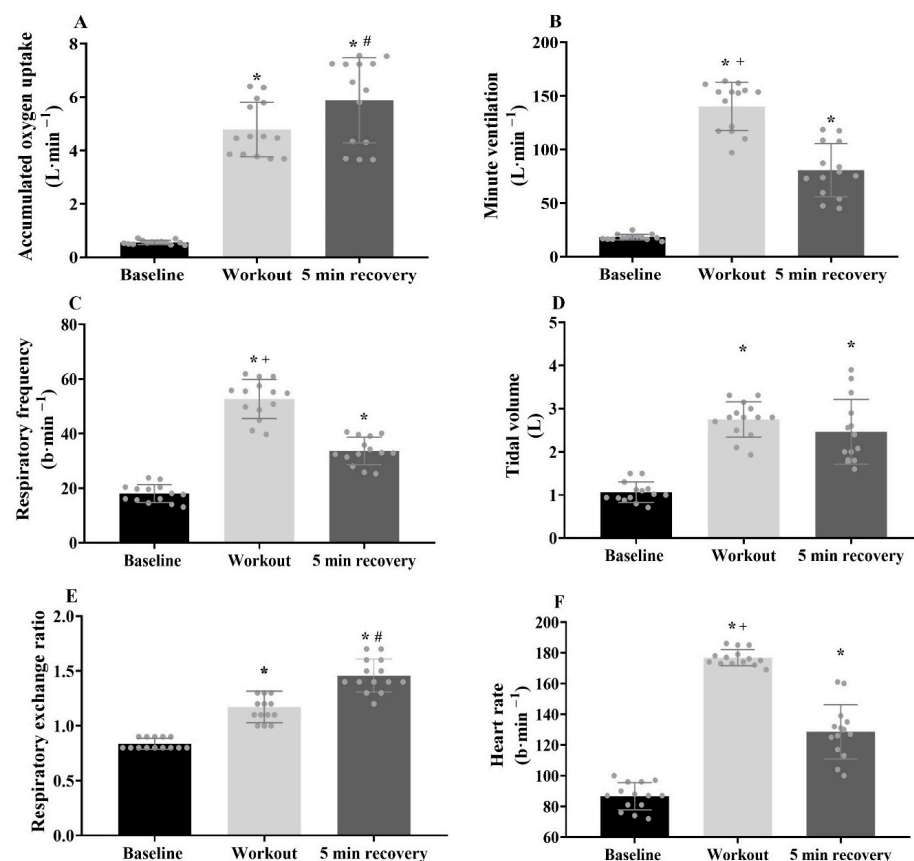 A
Accumulated oxygen uptake
(L·min⁻¹)
8
6
4
2
0
* 
* #
Baseline
Workout
5 min recovery
B
Minute ventilation
(L·min⁻¹)
200
150
100
50
0
* +
*
Baseline
Workout
5 min recovery
C
Respiratory frequency
(b·min⁻¹)
80
60
40
20
0
* +
*
Baseline
Workout
5 min recovery
D
Tidal volume
(L)
5
4
3
2
1
0
*
*
Baseline
Workout
5 min recovery
E
Respiratory exchange ratio
2.0
1.5
1.0
0.5
0.0
*
* #
Baseline
Workout
5 min recovery
F
Heart rate
(b·min⁻¹)
200
180
160
140
120
100
80
60
* +
*
Baseline
Workout
5 min recovery